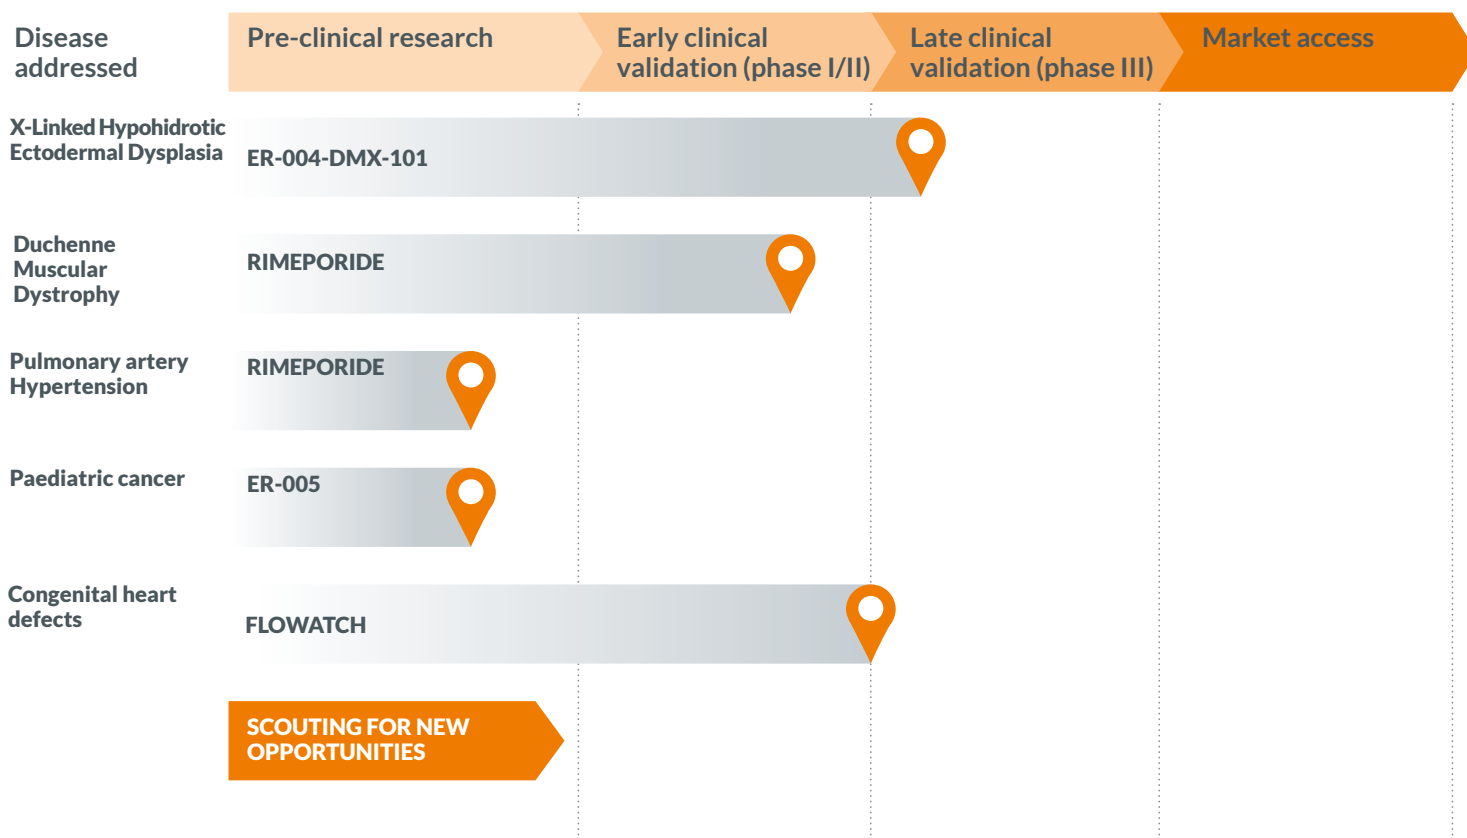 Disease
addressed
Pre-clinical research
Early clinical
validation (phase I/II)
Late clinical
validation (phase III)
Market access
X-Linked Hypohidrotic
Ectodermal Dysplasia
ER-004-DMX-101
Duchenne
Muscular
Dystrophy
RIMEPORIDE
Pulmonary artery
Hypertension
RIMEPORIDE
Paediatric cancer
ER-005
Congenital heart
defects
FLOWATCH
SCOUTING FOR NEW
OPPORTUNITIES